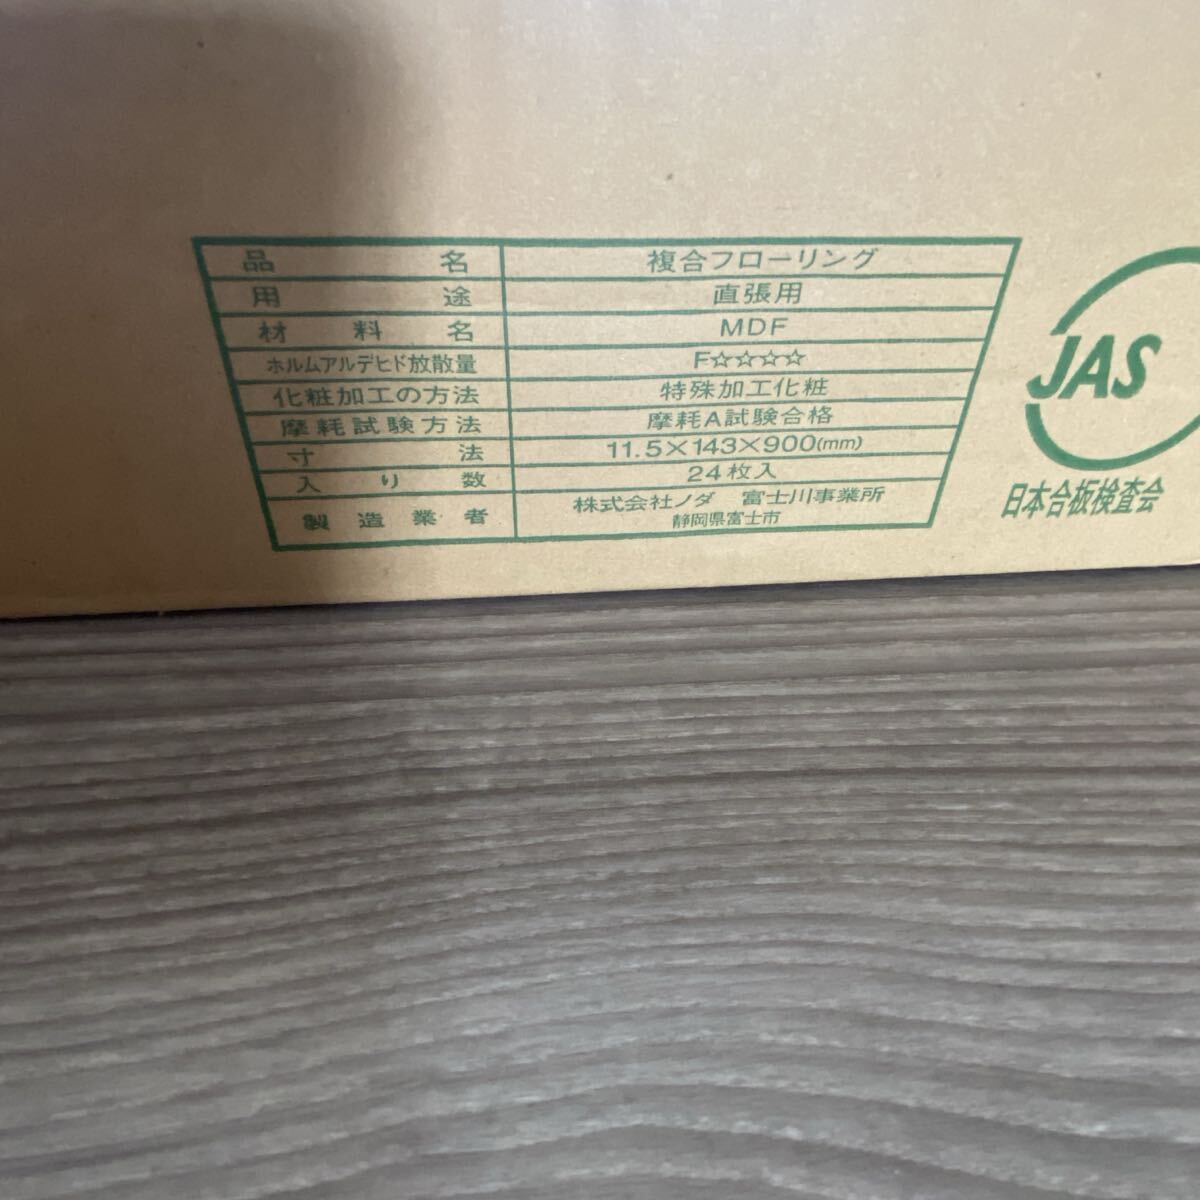 品名 複合フローリング
用途 直張用
材料名 MDF
ホルムアルデヒド放散量 F☆☆☆☆
化粧加工の方法 特殊加工化粧
摩耗試験方法 摩耗A試験合格
寸法 11.5×143×900(mm)
入り数 24枚入
製造業者 株式会社ノダ 富士川事業所
静岡県富士市
JAS
日本合板検査会